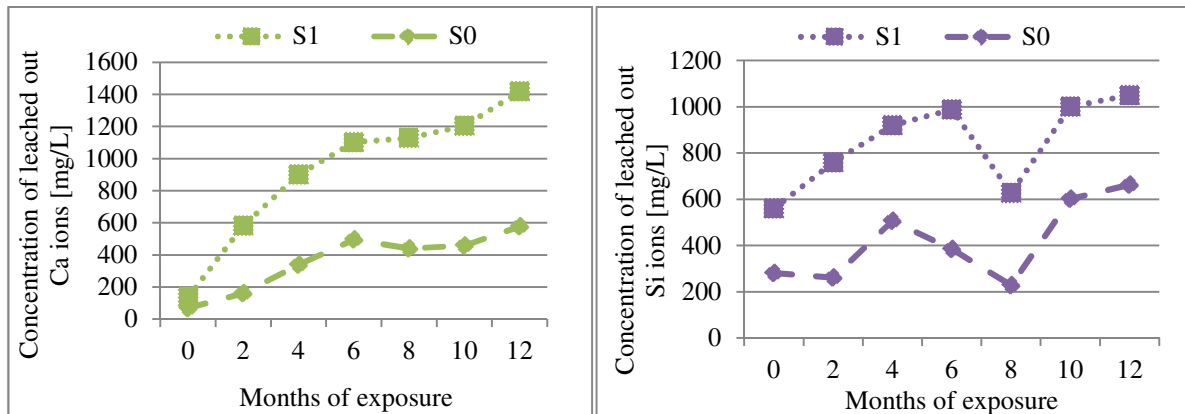 S1 S0
Concentration of leached out
Ca ions [mg/L]
1600
1400
1200
1000
800
600
400
200
0
0 2 4 6 8 10 12
Months of exposure
S1 S0
Concentration of leached out
Si ions [mg/L]
1200
1000
800
600
400
200
0
0 2 4 6 8 10 12
Months of exposure